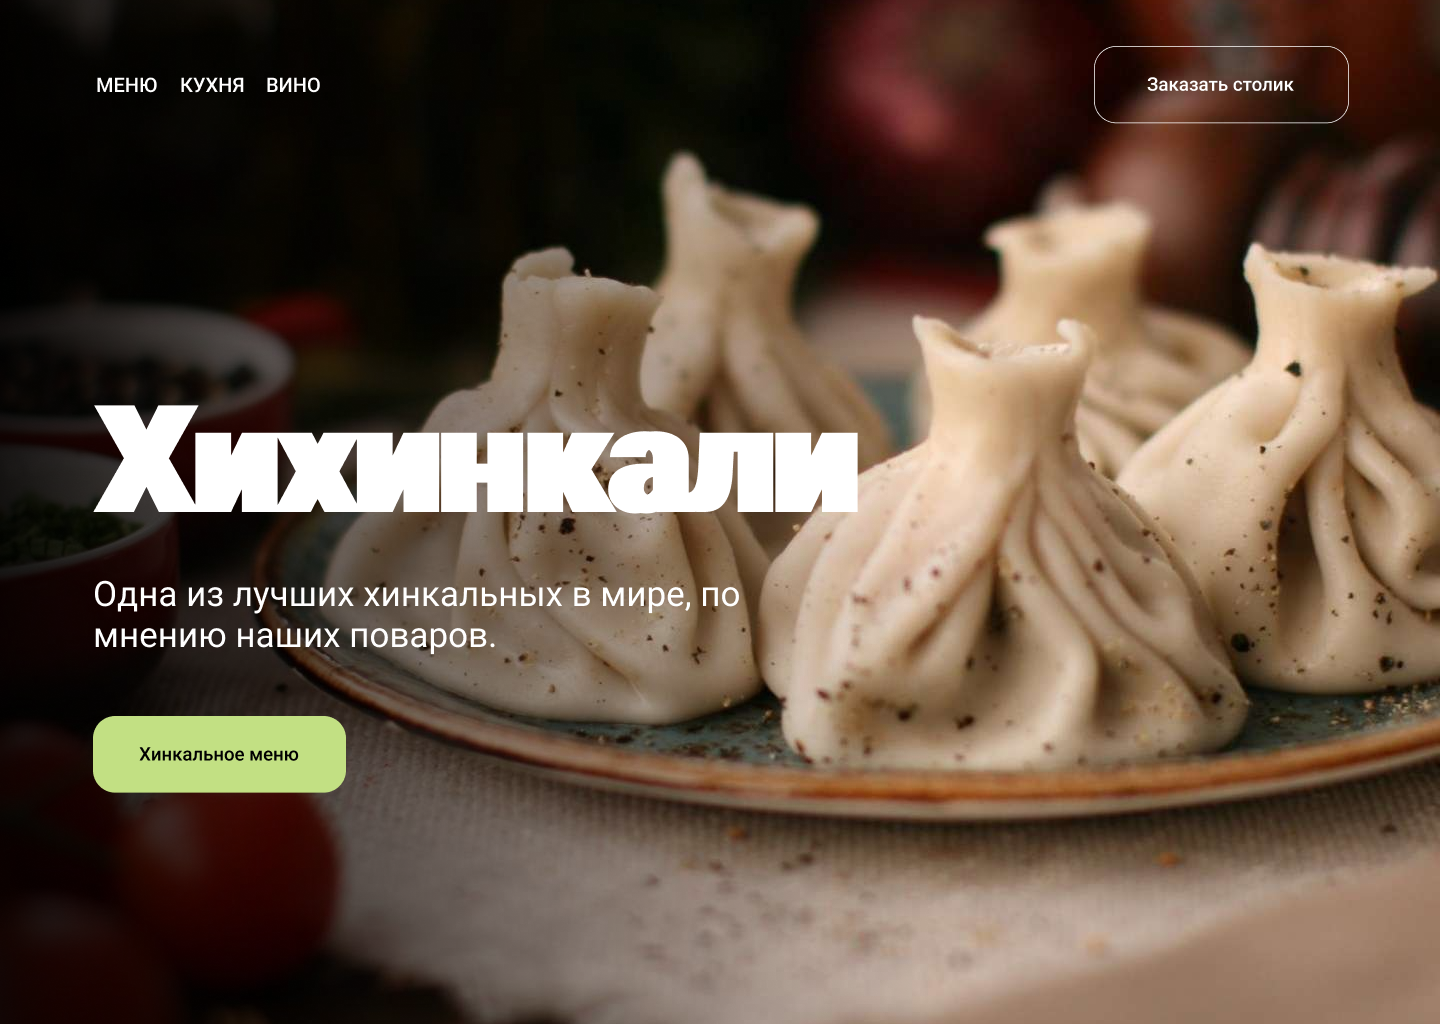 МЕНЮ КУХНЯ ВИНО
Заказать столик
Хихинкали
Одна из лучших хинкальных в мире, по
мнению наших поваров.
Хинкальное меню